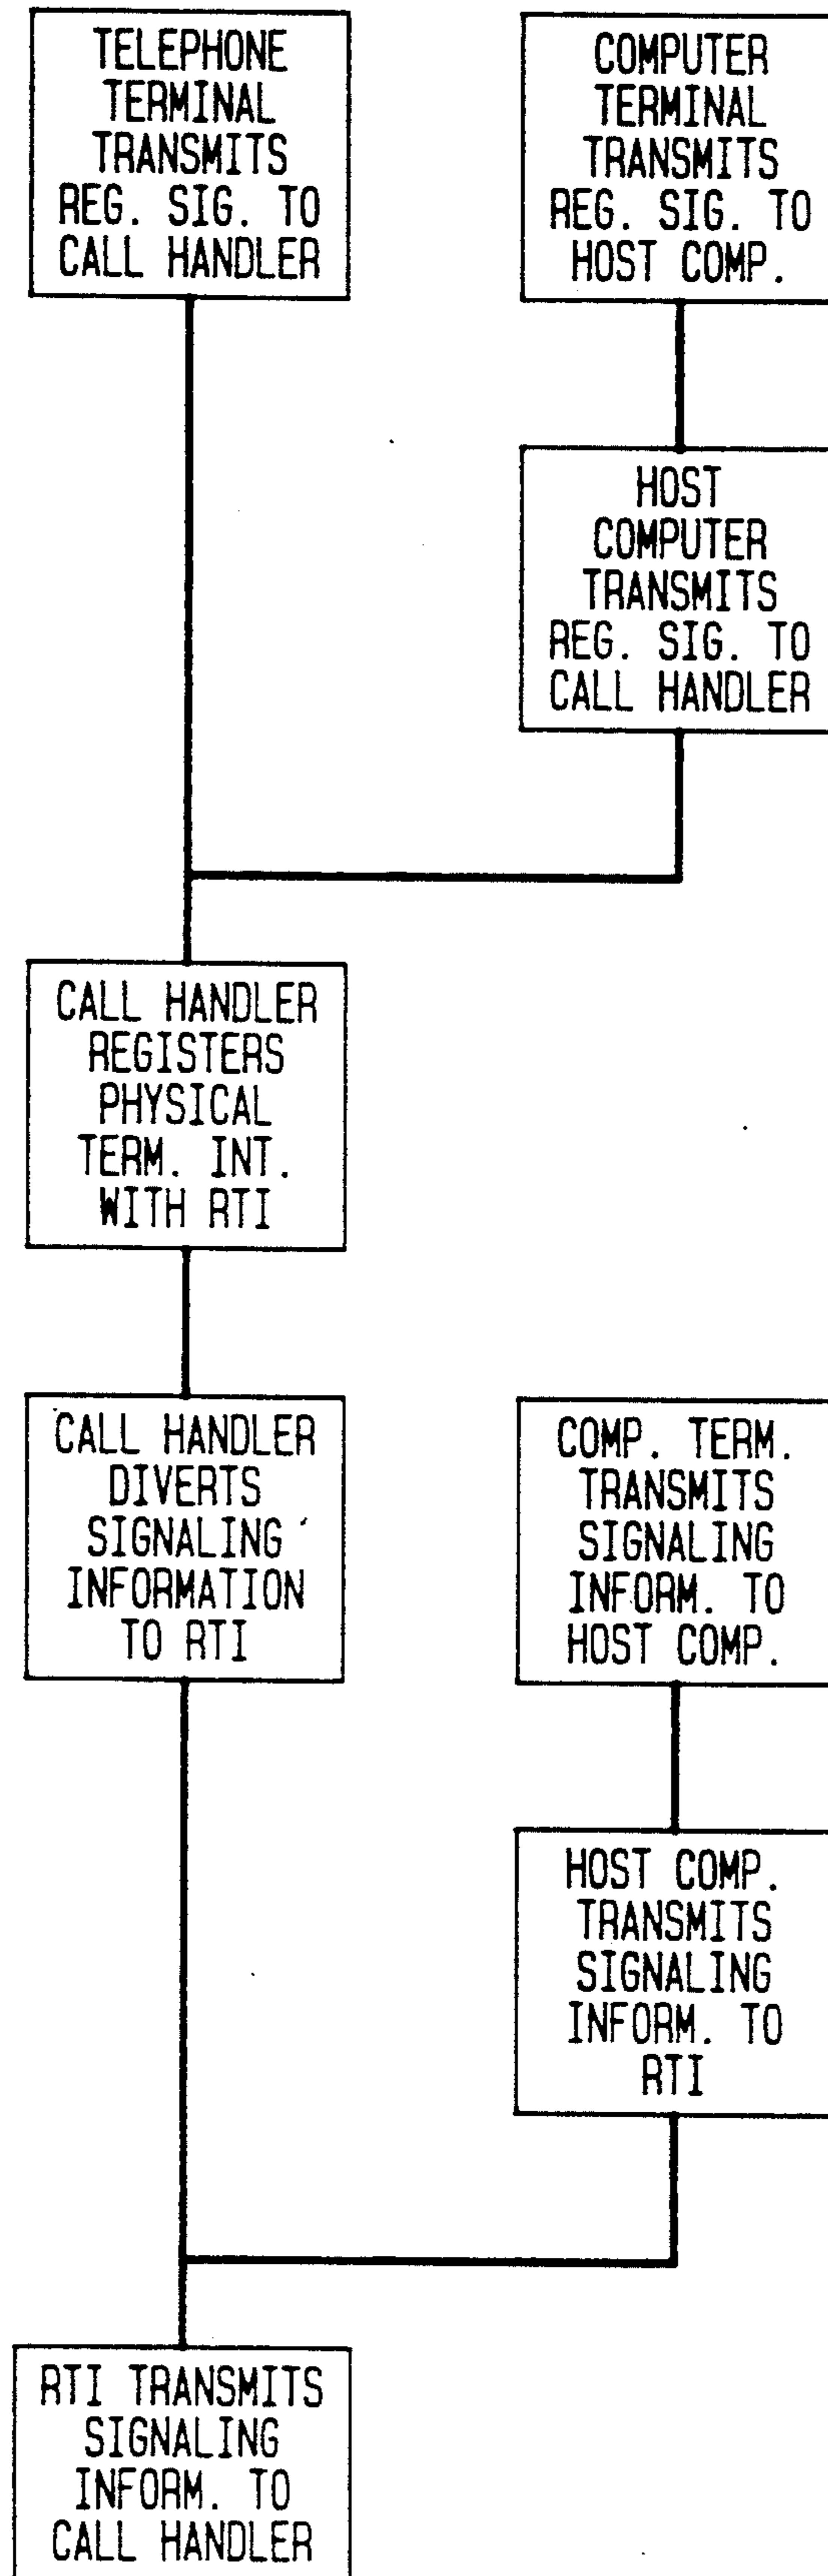 TELEPHONE
TERMINAL
TRANSMITS
REG. SIG. TO
CALL HANDLER
COMPUTER
TERMINAL
TRANSMITS
REG. SIG. TO
HOST COMP.
HOST
COMPUTER
TRANSMITS
REG. SIG. TO
CALL HANDLER
CALL HANDLER
REGISTERS
PHYSICAL
TERM. INT.
WITH RTI
CALL HANDLER
DIVERTS
SIGNALING
INFORMATION
TO RTI
COMP. TERM.
TRANSMITS
SIGNALING
INFORM. TO
HOST COMP.
HOST COMP.
TRANSMITS
SIGNALING
INFORM. TO
RTI
RTI TRANSMITS
SIGNALING
INFORM. TO
CALL HANDLER